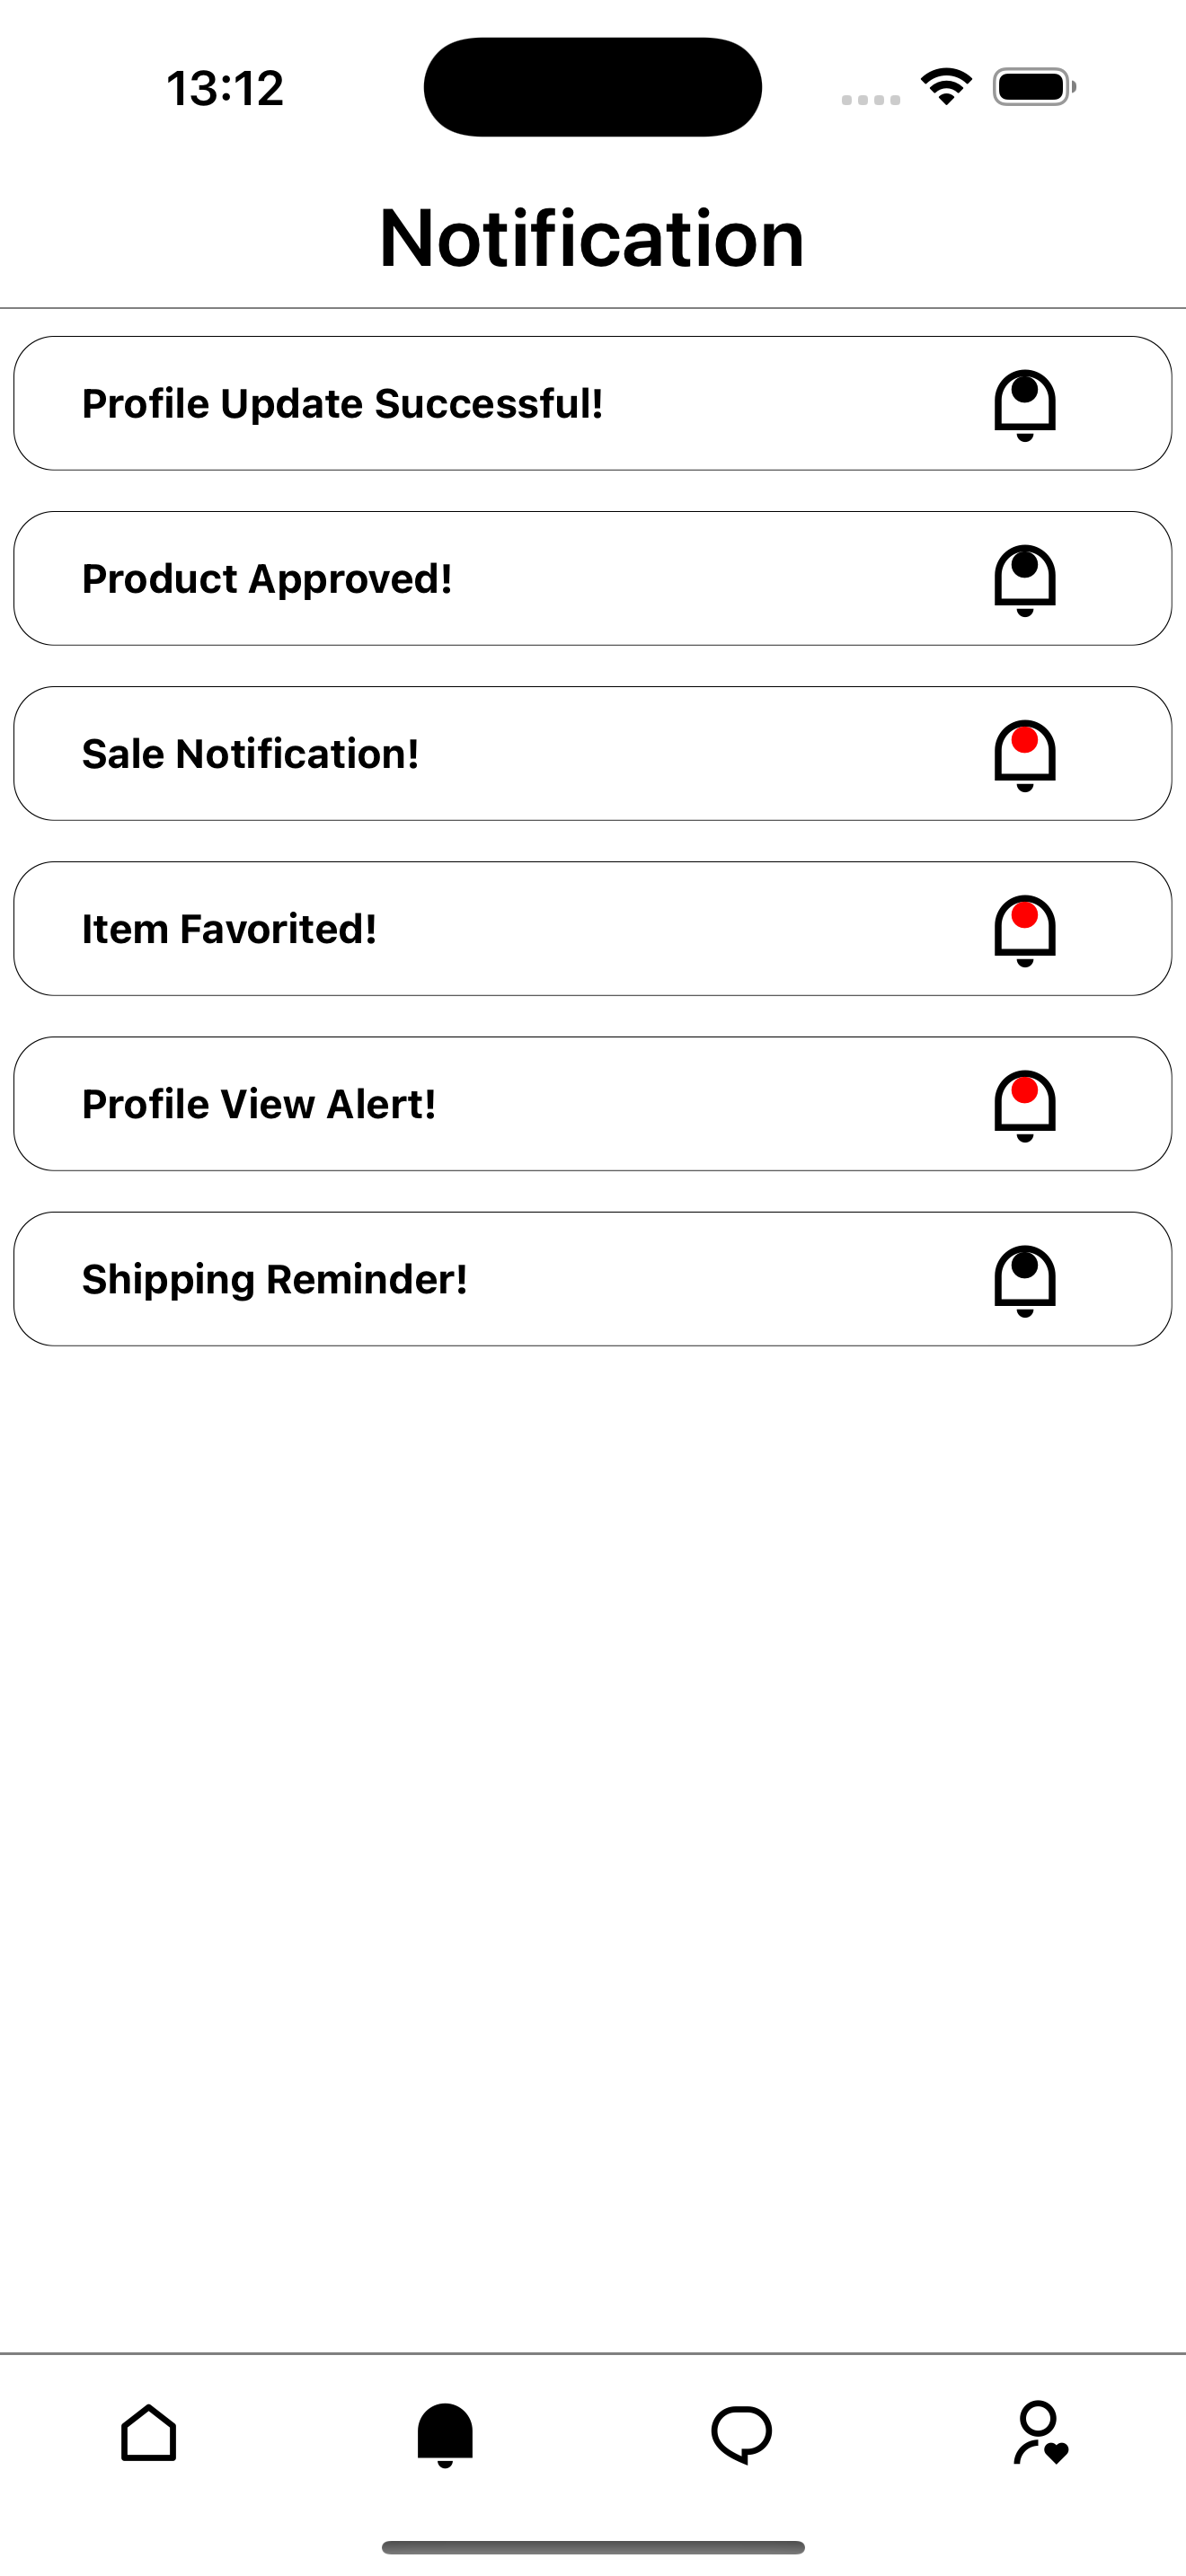 13:12
Notification
Profile Update Successful!
Product Approved!
Sale Notification!
Item Favorited!
Profile View Alert!
Shipping Reminder!